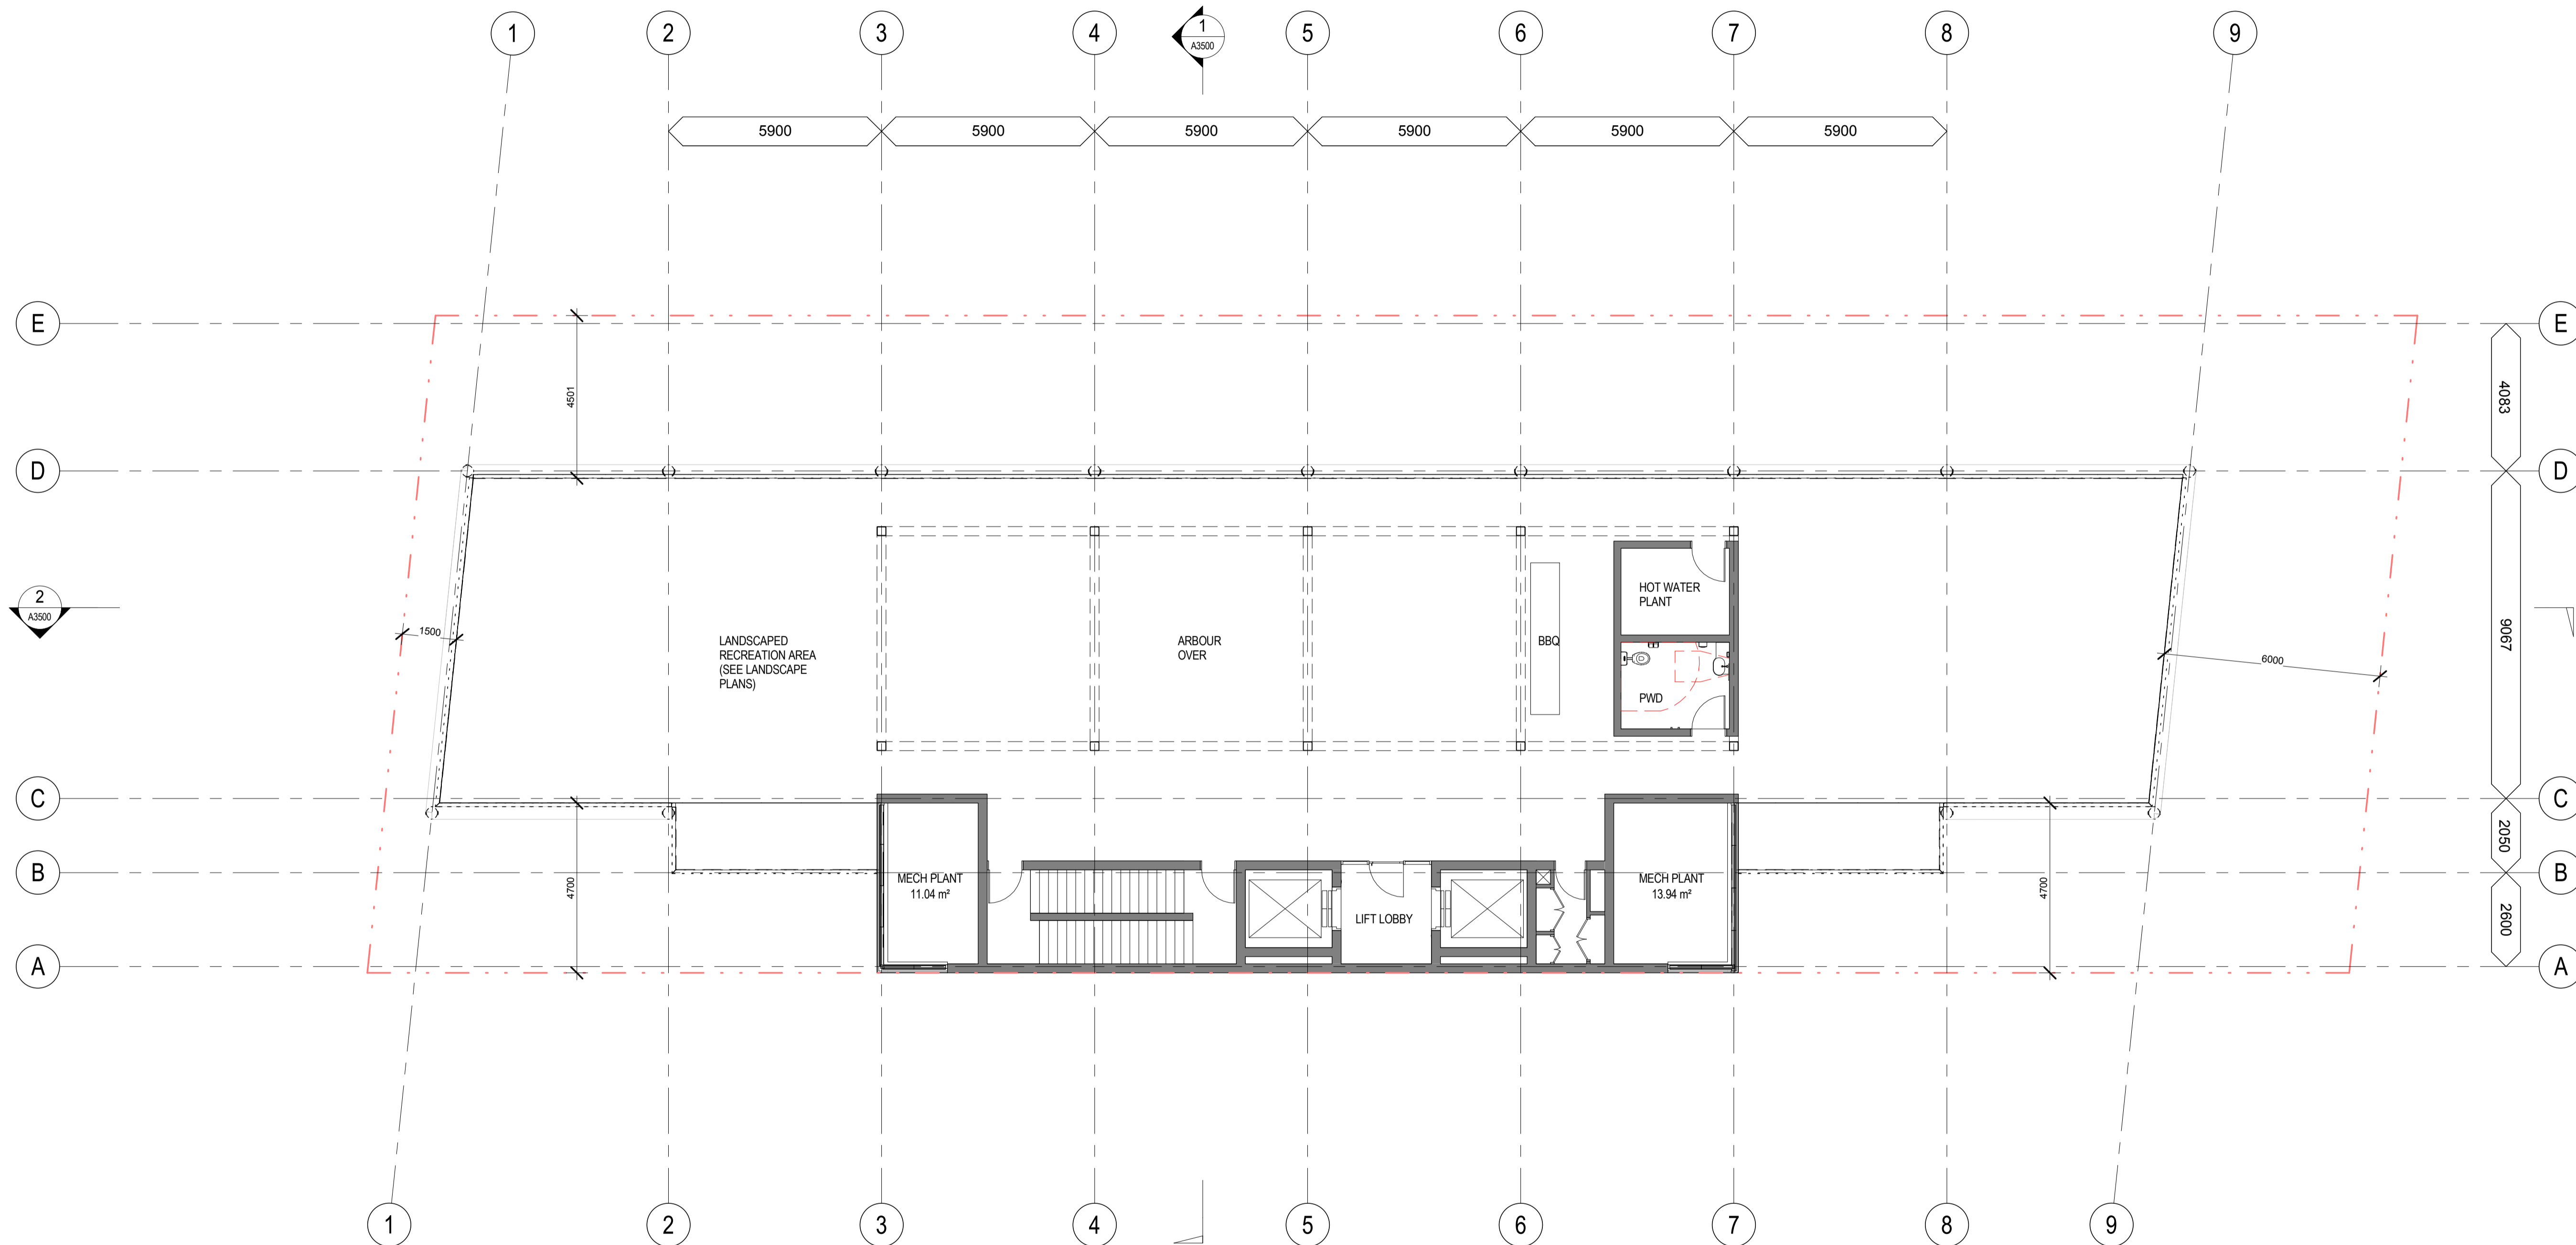 1 2 3 4 5 6 7 8 9
1
A3500
5900 5900 5900 5900 5900 5900
E E
4501
4083
D D
HOT WATER
PLANT
2
A3500
1500
LANDSCAPED
RECREATION AREA
(SEE LANDSCAPE
PLANS)
ARBOUR
OVER
BBQ
9067
6000
PWD
C C
2050
B B
MECH PLANT
11.04 m²
MECH PLANT
13.94 m²
4700
4700
LIFT LOBBY
2600
A A
1 2 3 4 5 6 7 8 9